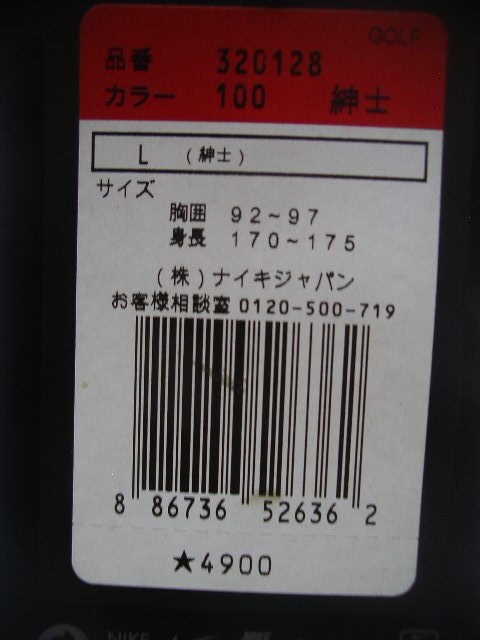 GOLF
品番 320128
カラー 100 紳士
L (紳士)
サイズ
胸囲 92~97
身長 170~175
(株)ナイキジャパン
お客様相談室 0120-500-719
8 86736 52636 2
★4900
NIKE